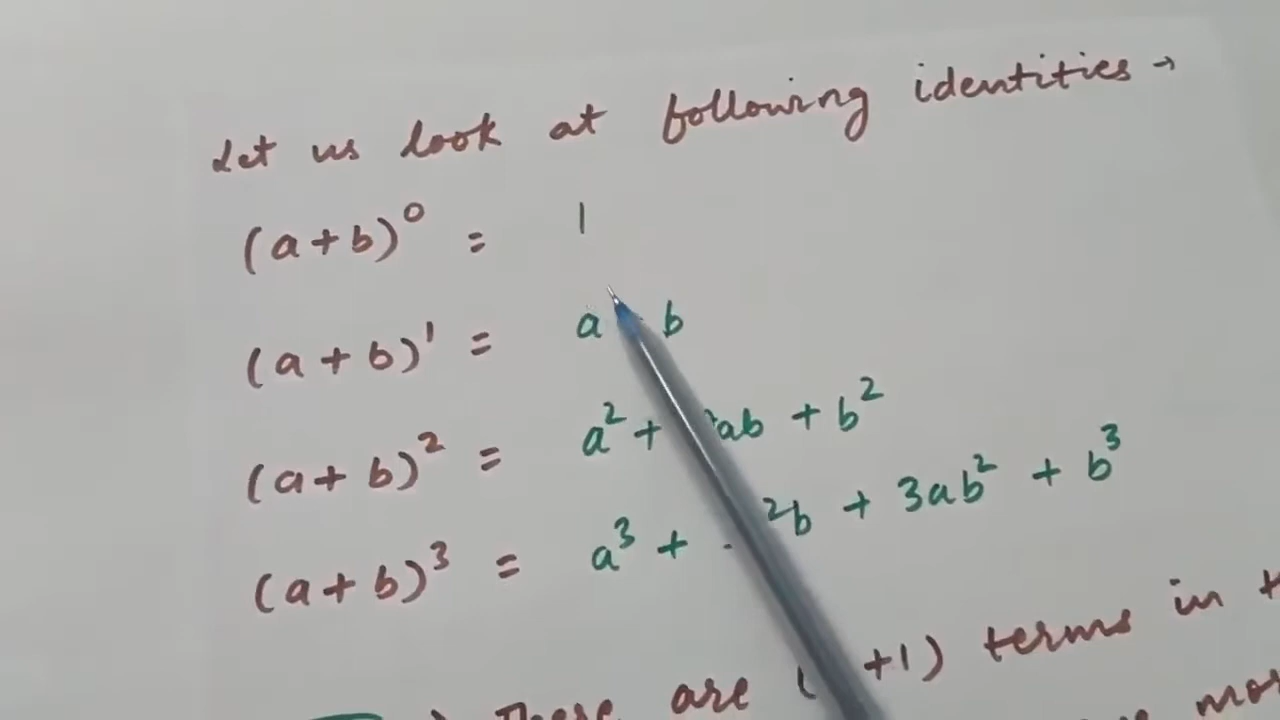 Let us look at following identities →
(a+b)⁰ = 1
(a+b)¹ = a b
(a+b)² = a² + ab + b²
(a+b)³ = a³ + ²b + 3ab² + b³
These are ( +1) terms in